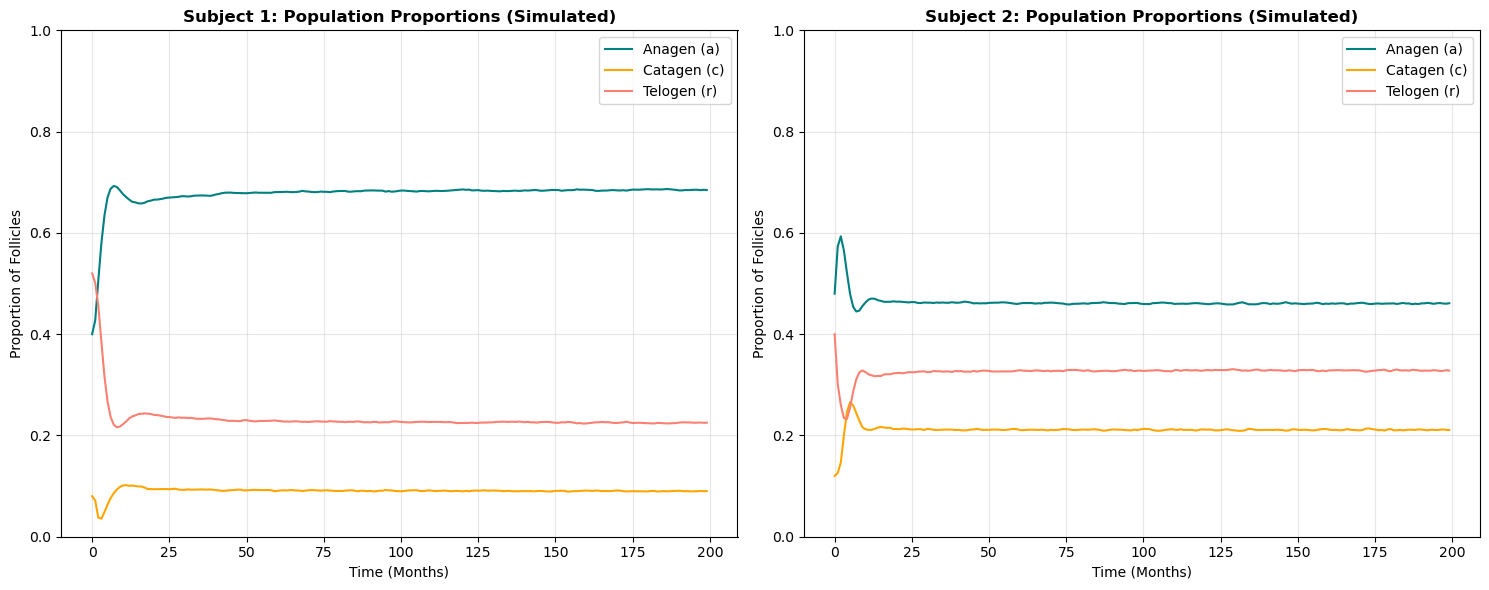 Subject 1: Population Proportions (Simulated)
Proportion of Follicles
1.0
0.8
0.6
0.4
0.2
0.0
Anagen (a)
Catagen (c)
Telogen (r)
0 25 50 75 100 125 150 175 200
Time (Months)
Subject 2: Population Proportions (Simulated)
Proportion of Follicles
1.0
0.8
0.6
0.4
0.2
0.0
Anagen (a)
Catagen (c)
Telogen (r)
0 25 50 75 100 125 150 175 200
Time (Months)